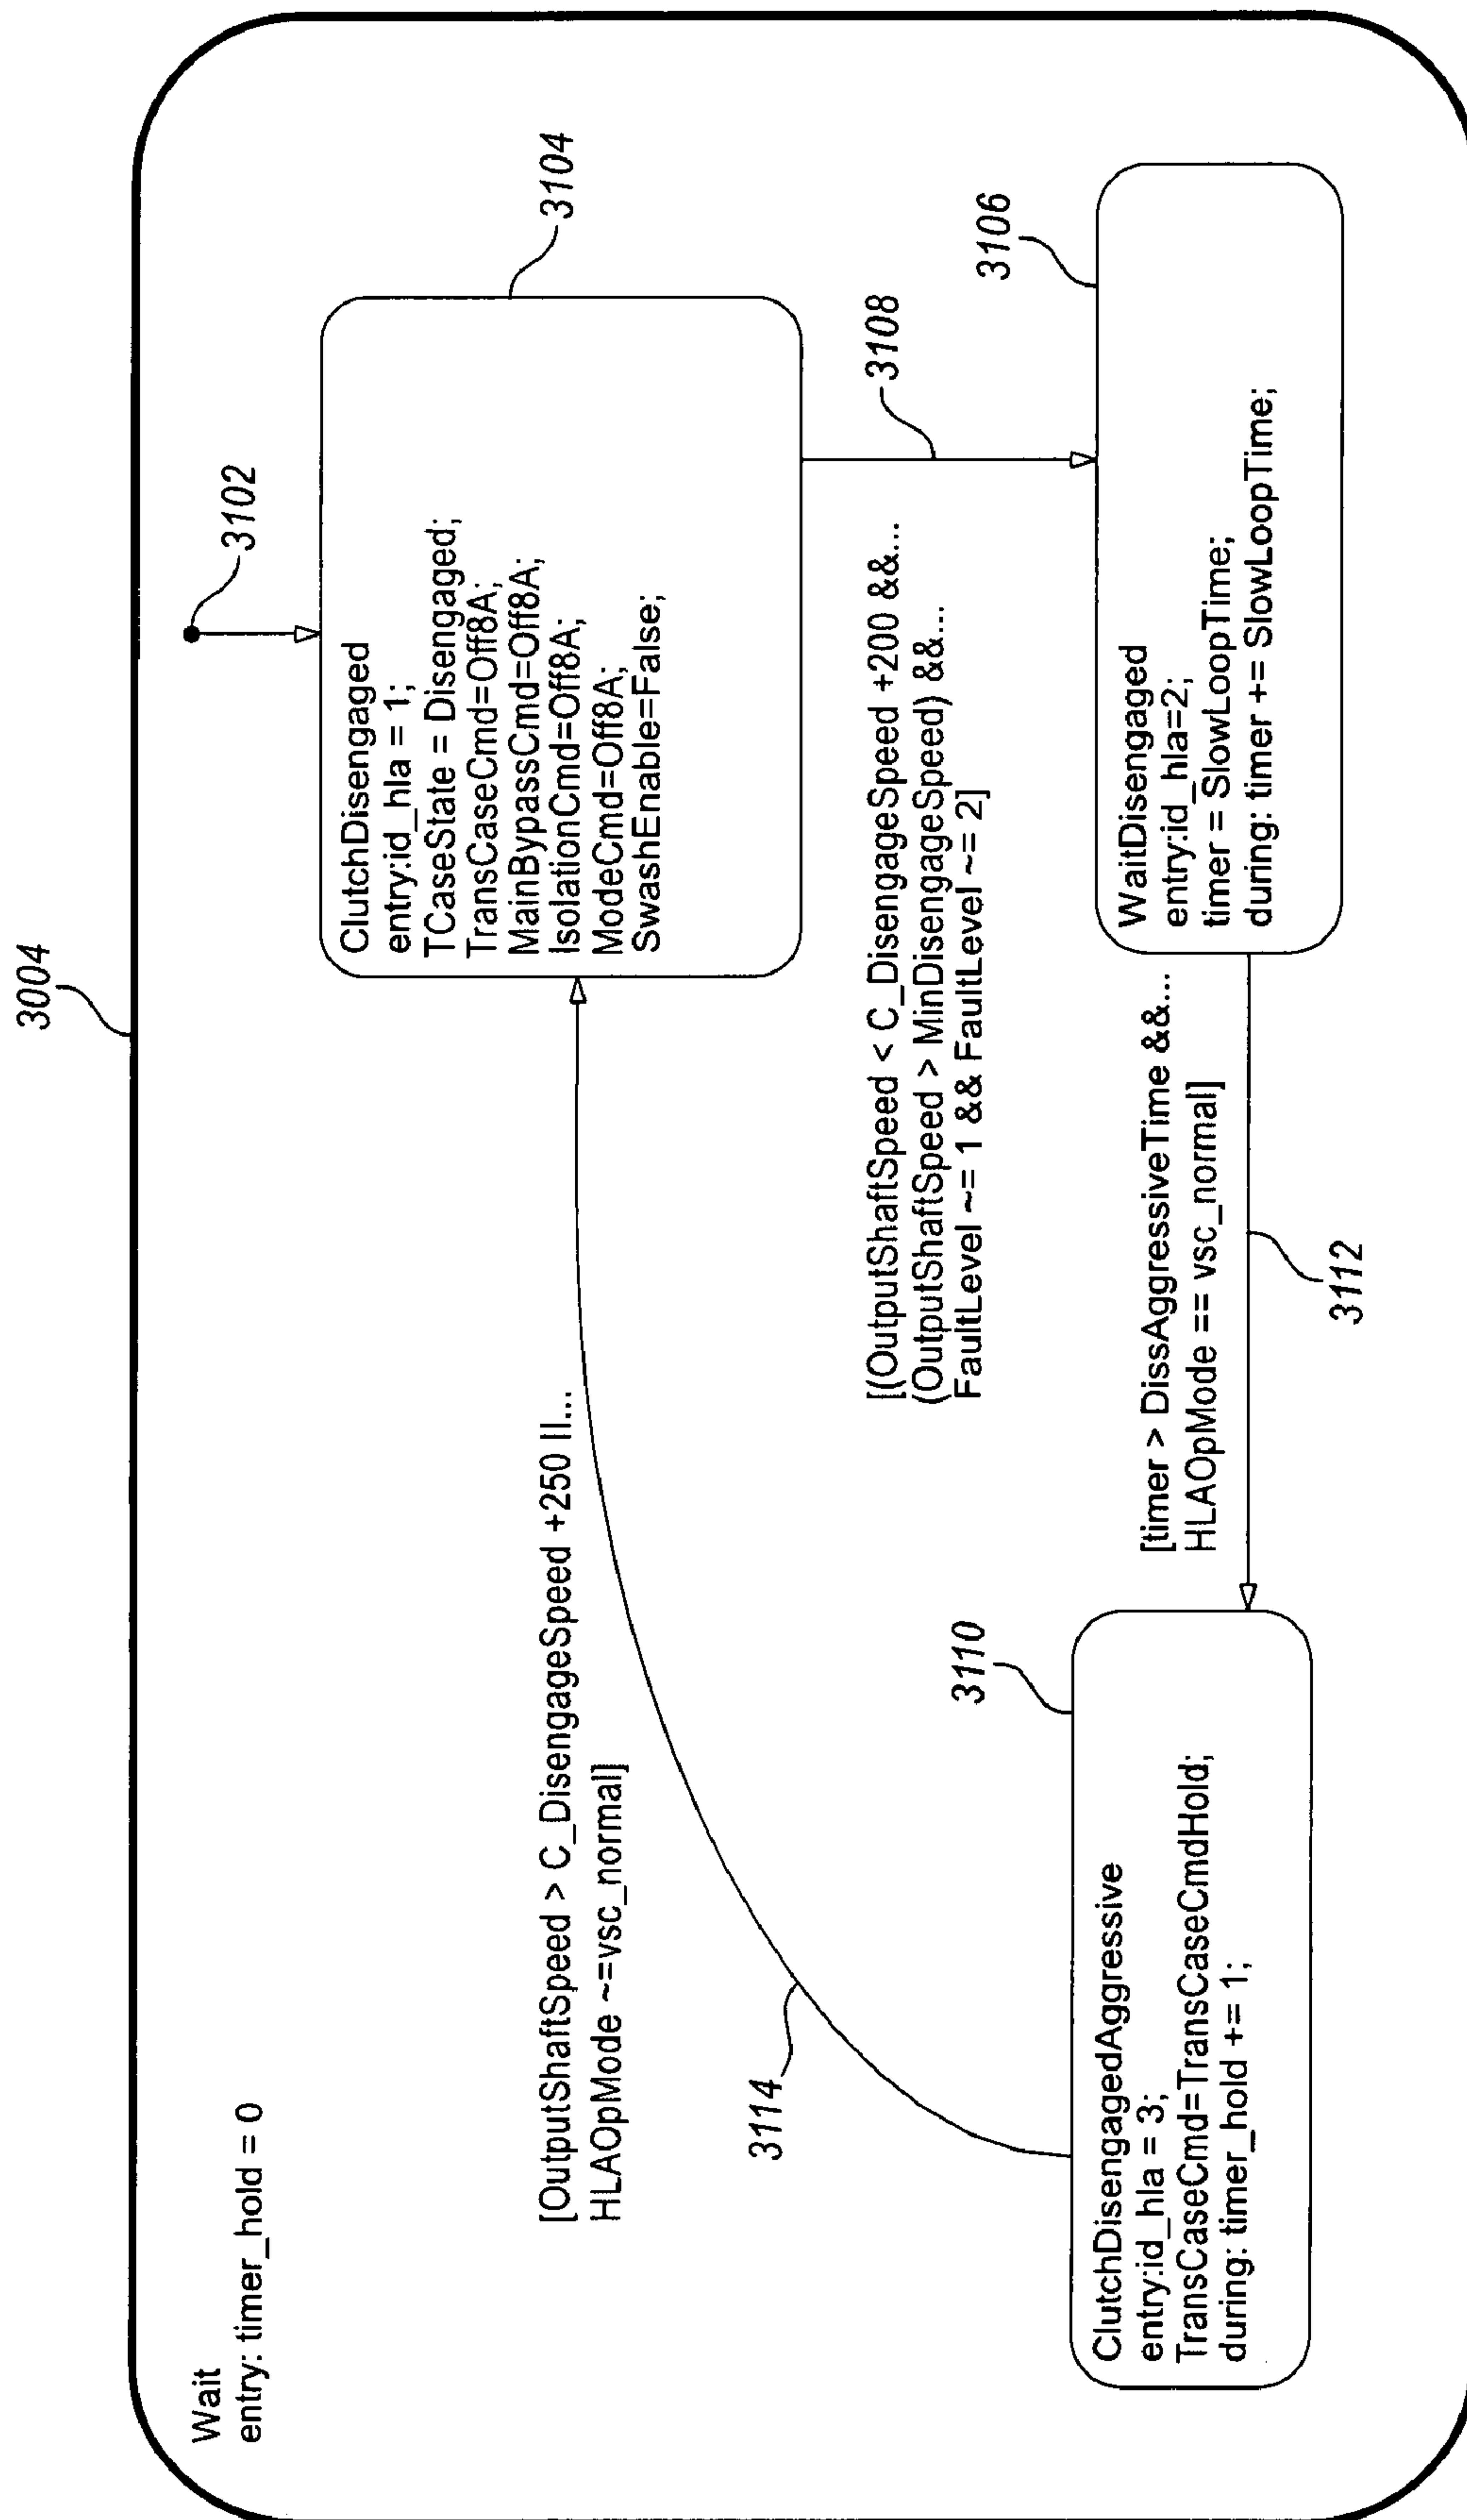 3004
Wait
entry: timer_hold = 0
3102
ClutchDisengaged
entry:id_hla = 1;
TCaseState = Disengaged;
TransCaseCmd=Off8A;
MainBypassCmd=Off8A;
IsolationCmd=Off8A;
ModeCmd=Off8A;
SwashEnable=False;
3104
[OutputShaftSpeed > C_DisengageSpeed +250 II...
HLAOpMode ~=vsc_normal]
3114
[(OutputShaftSpeed < C_DisengageSpeed +200 &&...
(OutputShaftSpeed > MinDisengageSpeed) &&...
FaultLevel ~= 1 && FaultLevel ~= 2]
3108
3110
ClutchDisengagedAggressive
entry:id_hla = 3;
TransCaseCmd=TransCaseCmdHold;
during: timer_hold += 1;
[timer > DissAggressiveTime &&...
HLAOpMode == vsc_normal]
3112
3106
WaitDisengaged
entry:id_hla=2;
timer = SlowLoopTime;
during: timer += SlowLoopTime;